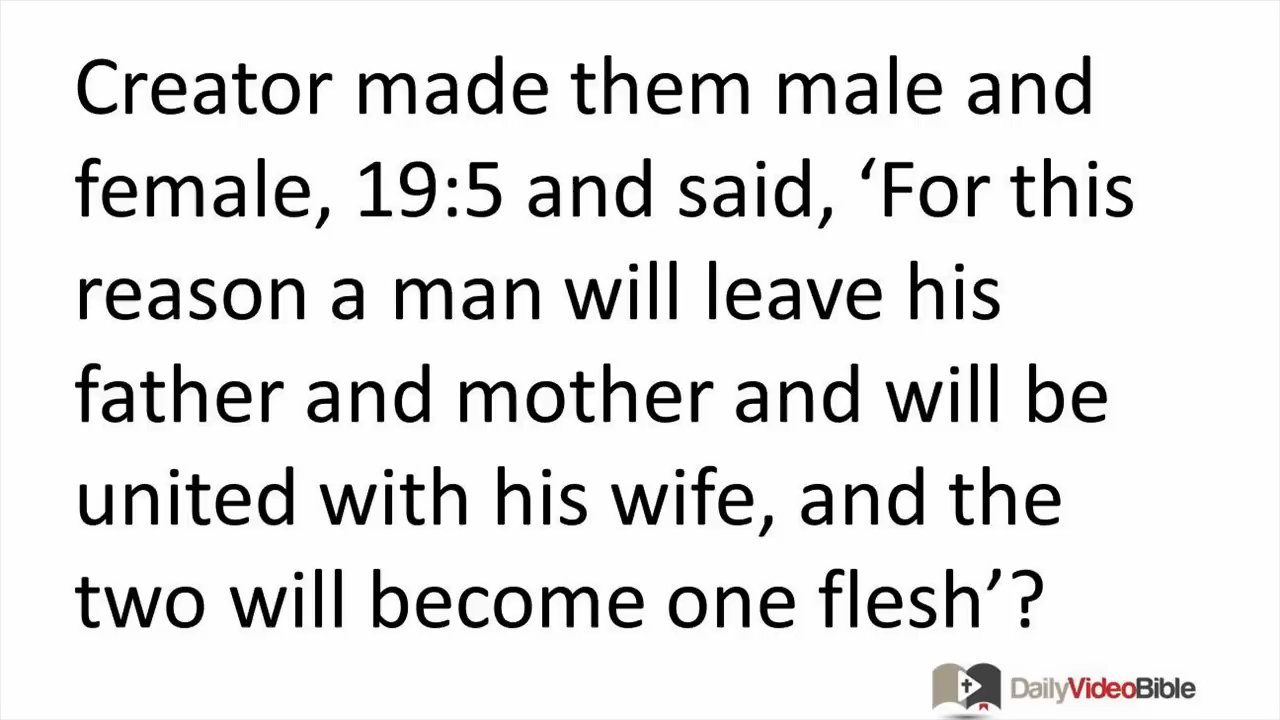 Creator made them male and
female, 19:5 and said, ‘For this
reason a man will leave his
father and mother and will be
united with his wife, and the
two will become one flesh’?
DailyVideoBible